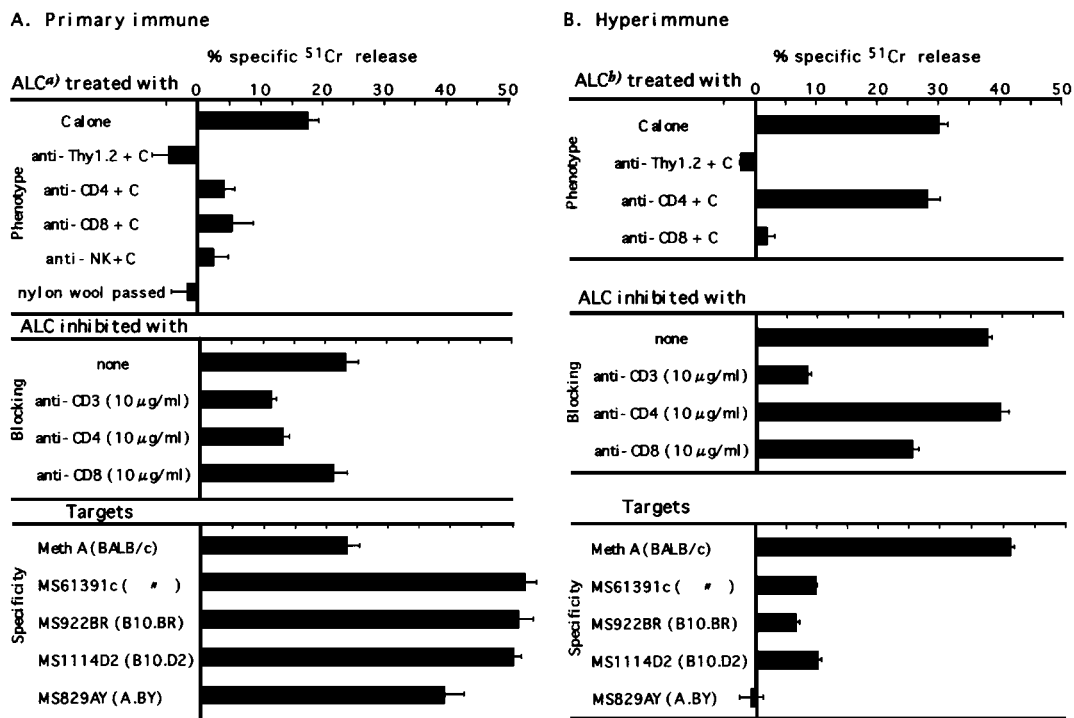 A. Primary immune
% specific 51Cr release
ALCa) treated with
0 10 20 30 40 50
Phenotype
C alone
anti-Thy1.2 + C
anti-CD4 + C
anti-CD8 + C
anti-NK+C
nylon wool passed
ALC inhibited with
Blocking
none
anti-CD3 (10 μg/ml)
anti-CD4 (10 μg/ml)
anti-CD8 (10 μg/ml)
Targets
Specificity
Meth A (BALB/c)
MS61391c ( 〃 )
MS922BR (B10.BR)
MS1114D2 (B10.D2)
MS829AY (A.BY)
B. Hyperimmune
% specific 51Cr release
ALCb) treated with
0 10 20 30 40 50
Phenotype
C alone
anti-Thy1.2 + C
anti-CD4 + C
anti-CD8 + C
ALC inhibited with
Blocking
none
anti-CD3 (10 μg/ml)
anti-CD4 (10 μg/ml)
anti-CD8 (10 μg/ml)
Targets
Specificity
Meth A (BALB/c)
MS61391c ( 〃 )
MS922BR (B10.BR)
MS1114D2 (B10.D2)
MS829AY (A.BY)